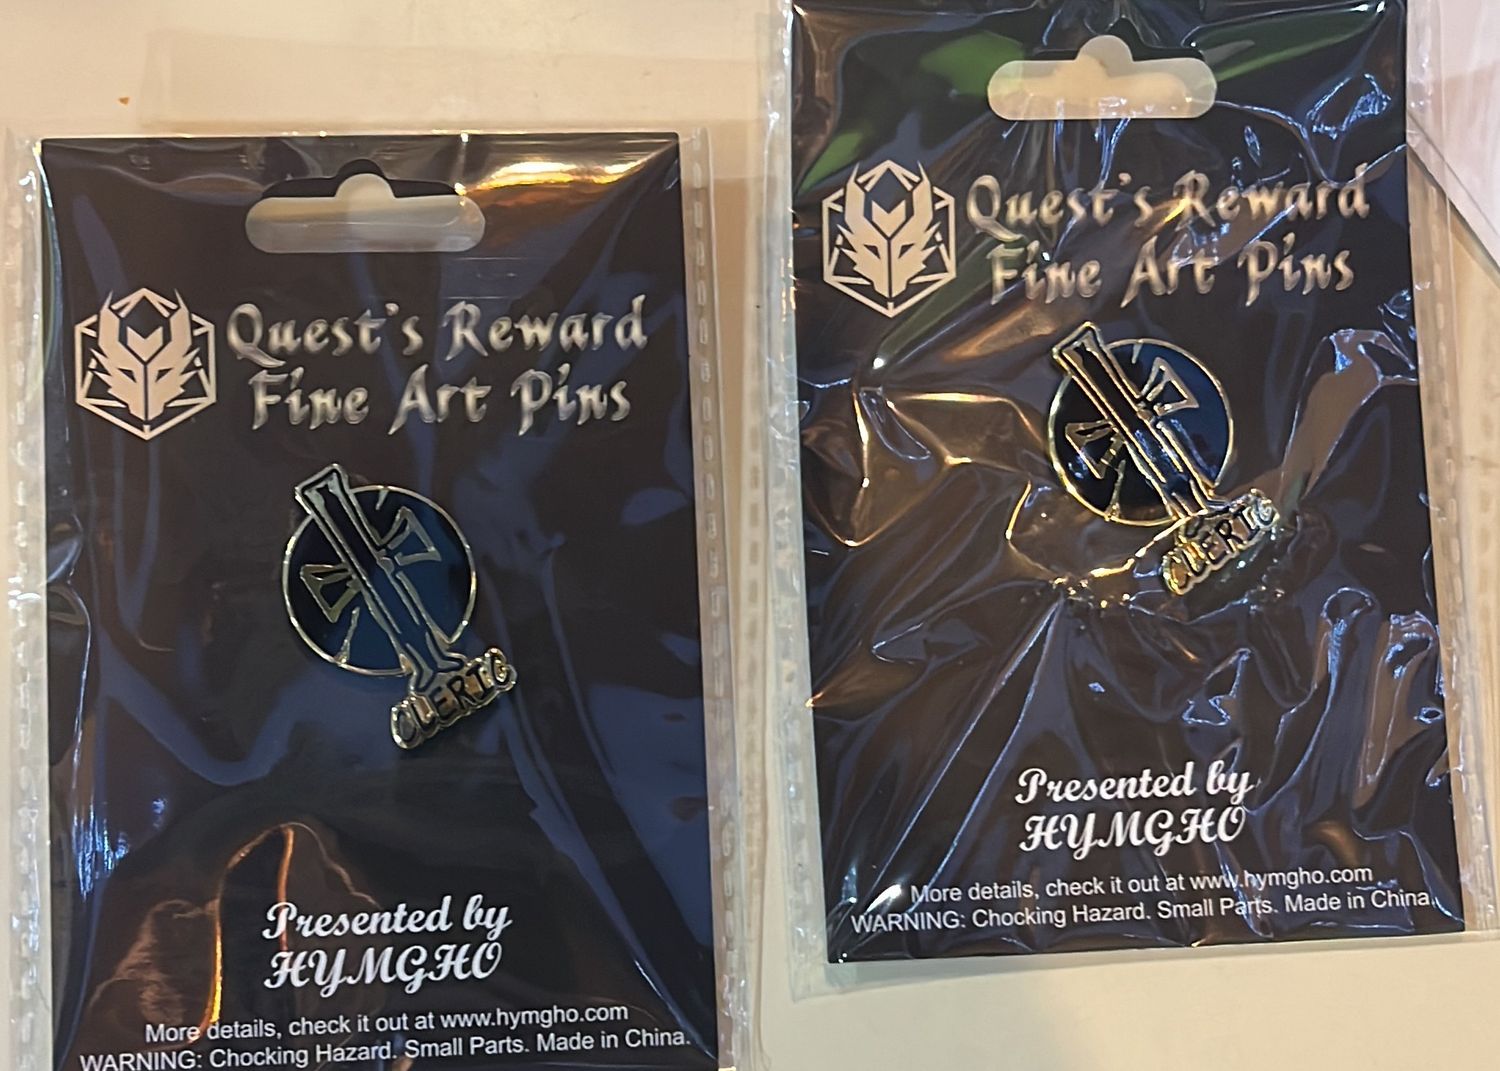 Quest's Reward
Fine Art Pins
CLERIC
Presented by
HYMGHO
More details, check it out at www.hymgho.com
WARNING: Chocking Hazard. Small Parts. Made in China.
Quest's Reward
Fine Art Pins
CLERIC
Presented by
HYMGHO
More details, check it out at www.hymgho.com
WARNING: Chocking Hazard. Small Parts. Made in China.